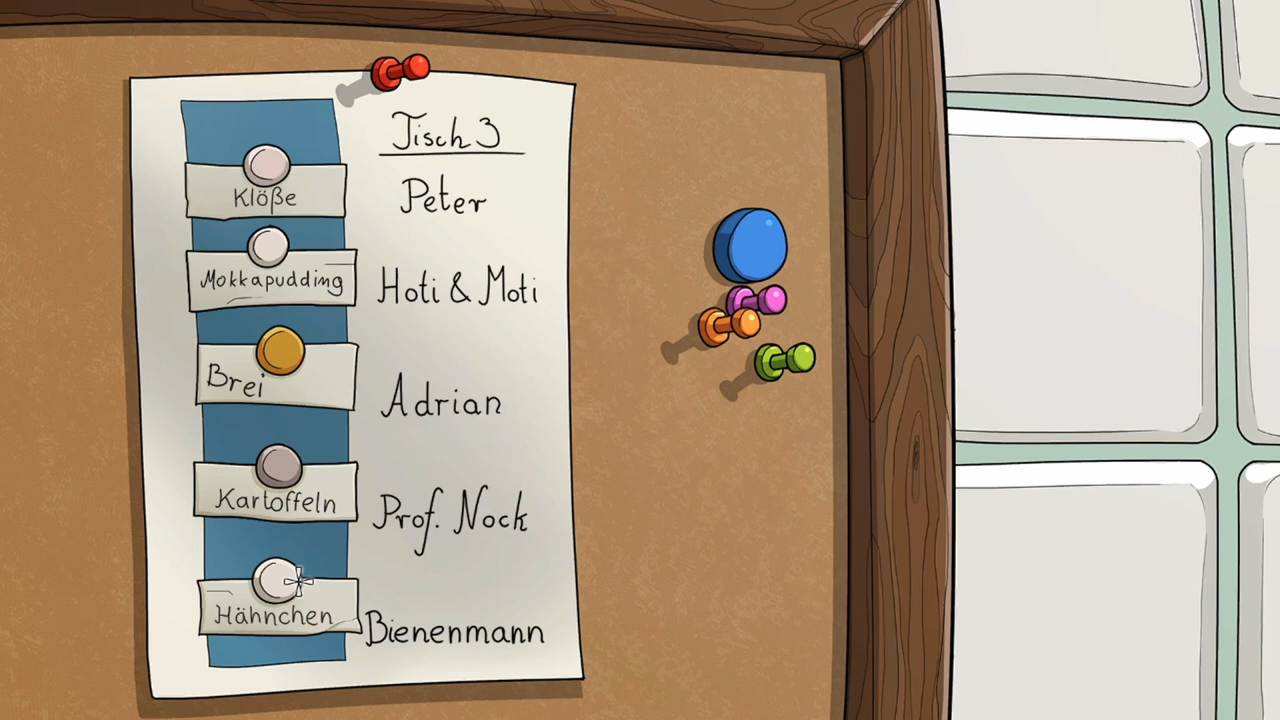 Tisch 3
Klöße Peter
Mokkapudding Hoti & Moti
Brei Adrian
Kartoffeln Prof. Nock
Hähnchen Bienenmann